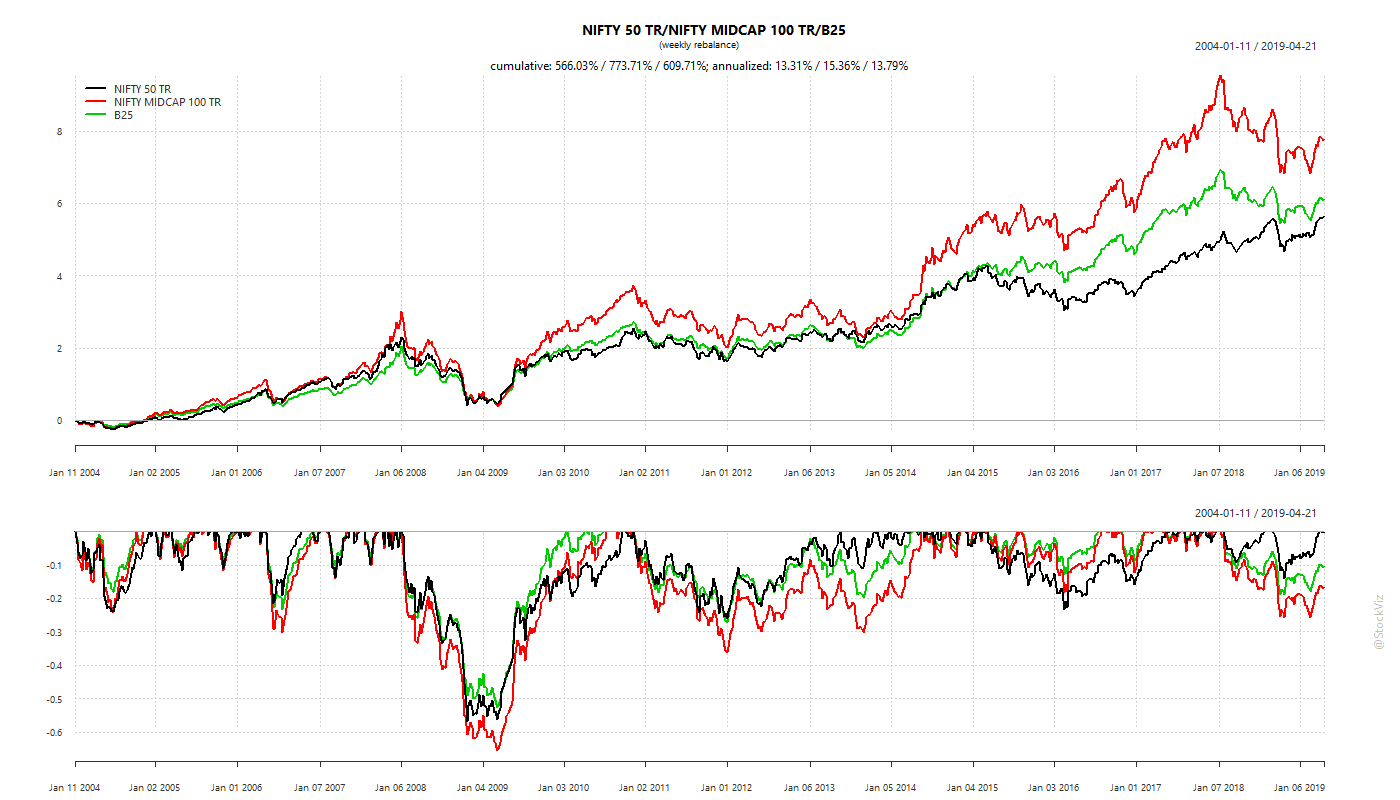 NIFTY 50 TR/NIFTY MIDCAP 100 TR/B25
(weekly rebalance)
2004-01-11 / 2019-04-21
cumulative: 566.03% / 773.71% / 609.71%; annualized: 13.31% / 15.36% / 13.79%
NIFTY 50 TR
NIFTY MIDCAP 100 TR
B25
8
6
4
2
0
Jan 11 2004 Jan 02 2005 Jan 01 2006 Jan 07 2007 Jan 06 2008 Jan 04 2009 Jan 03 2010 Jan 02 2011 Jan 01 2012 Jan 06 2013 Jan 05 2014 Jan 04 2015 Jan 03 2016 Jan 01 2017 Jan 07 2018 Jan 06 2019
2004-01-11 / 2019-04-21
-0.1
-0.2
-0.3
-0.4
-0.5
-0.6
Jan 11 2004 Jan 02 2005 Jan 01 2006 Jan 07 2007 Jan 06 2008 Jan 04 2009 Jan 03 2010 Jan 02 2011 Jan 01 2012 Jan 06 2013 Jan 05 2014 Jan 04 2015 Jan 03 2016 Jan 01 2017 Jan 07 2018 Jan 06 2019
@StockViz